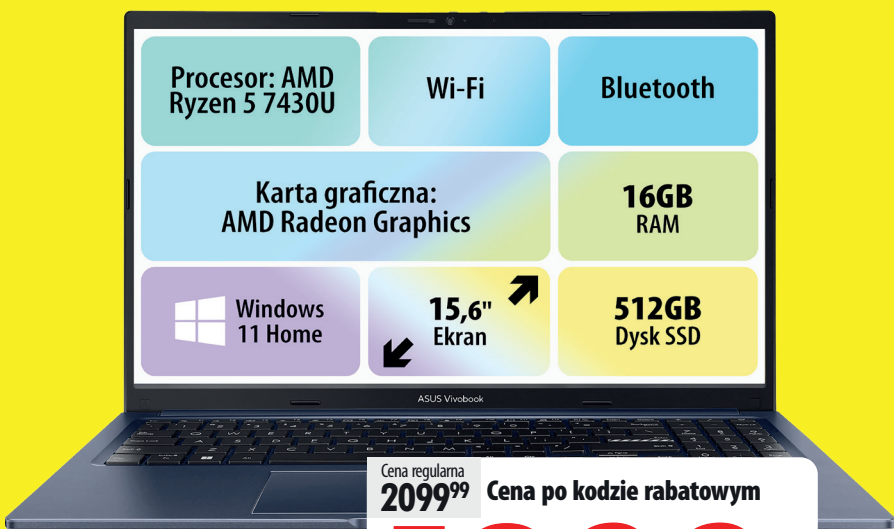 Procesor: AMD
Ryzen 5 7430U
Wi-Fi
Bluetooth
Karta graficzna:
AMD Radeon Graphics
16GB
RAM
Windows
11 Home
15,6"
Ekran
512GB
Dysk SSD
ASUS Vivobook
Cena regularna
2099⁹⁹
Cena po kodzie rabatowym